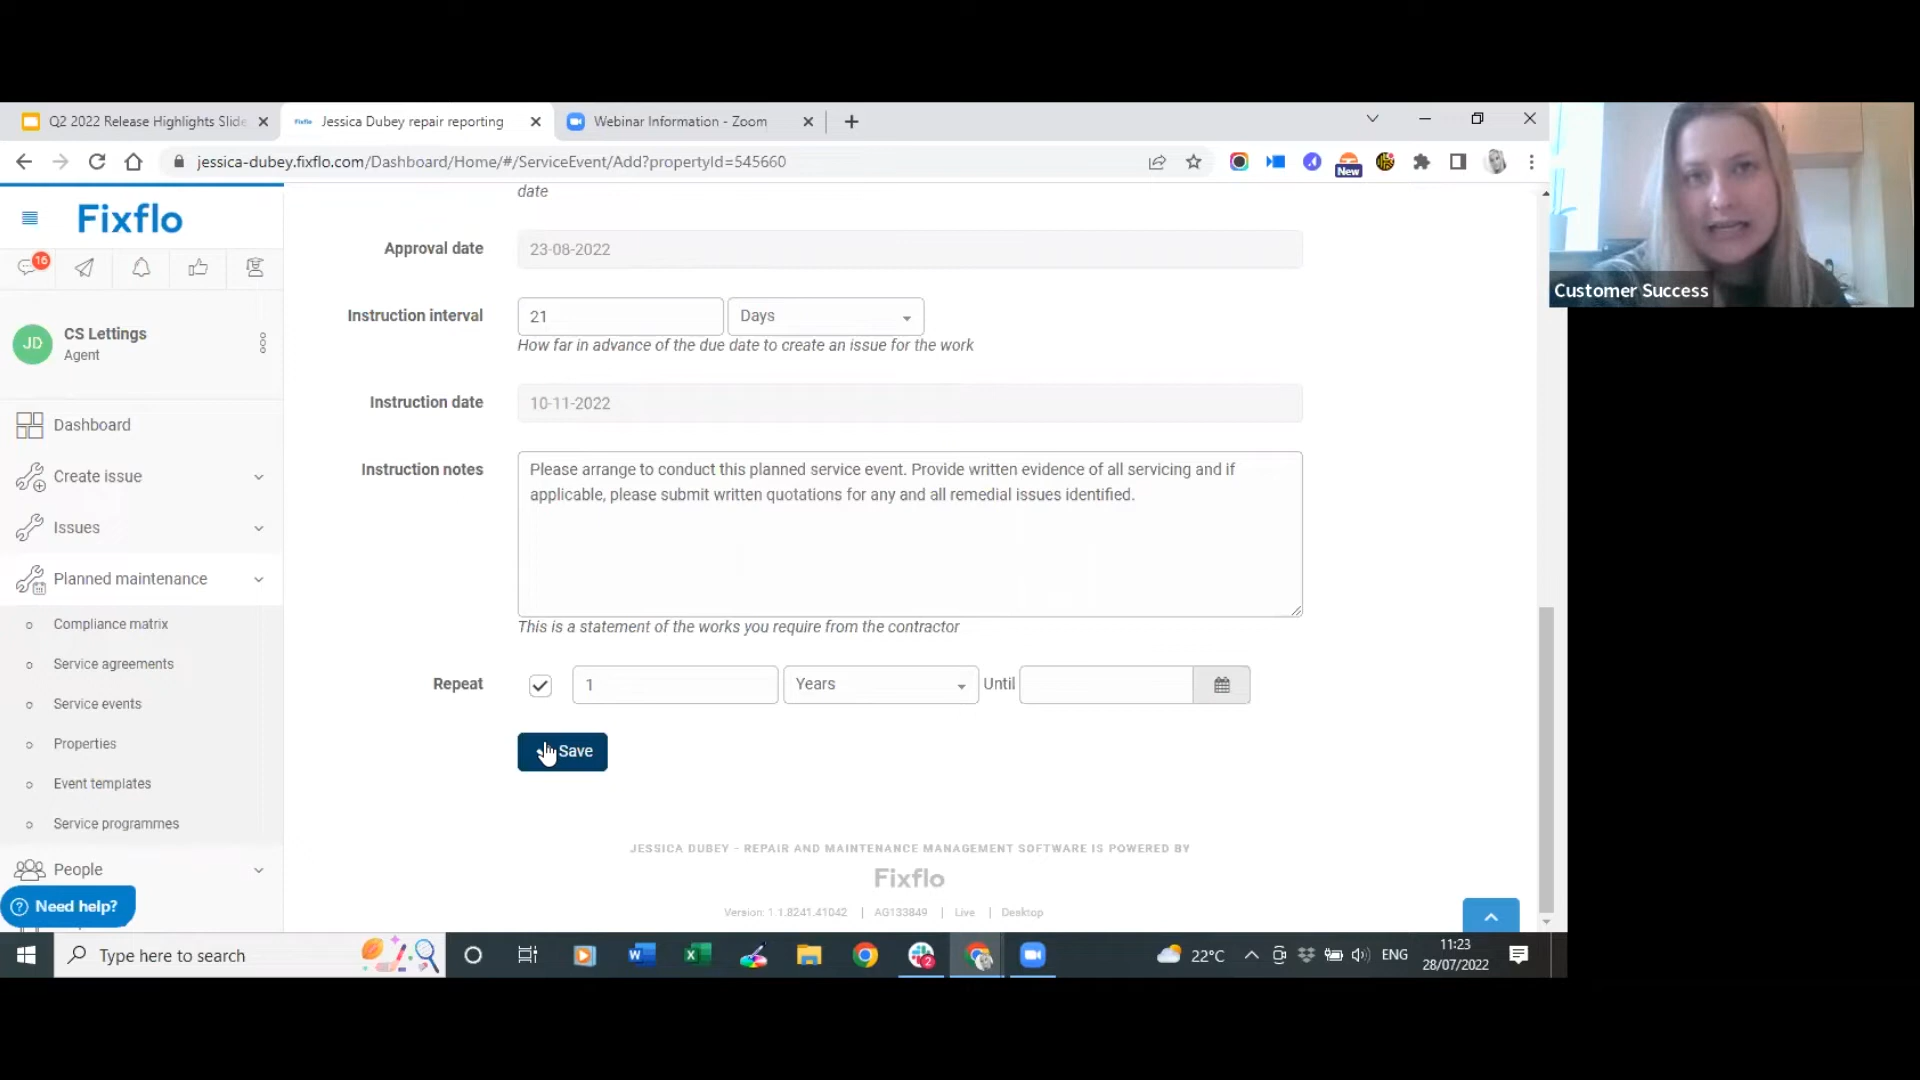 Q2 2022 Release Highlights Slide
Fixflo
Jessica Dubey repair reporting
Webinar Information - Zoom
jessica-dubey.fixflo.com/Dashboard/Home/#/ServiceEvent/Add?propertyId=545660
New
Fixflo
16
JD
CS Lettings
Agent
Dashboard
Create issue
Issues
Planned maintenance
Compliance matrix
Service agreements
Service events
Properties
Event templates
Service programmes
People
Need help?
date
Approval date
23-08-2022
Instruction interval
21
Days
How far in advance of the due date to create an issue for the work
Instruction date
10-11-2022
Instruction notes
Please arrange to conduct this planned service event. Provide written evidence of all servicing and if
applicable, please submit written quotations for any and all remedial issues identified.
This is a statement of the works you require from the contractor
Repeat
1
Years
Until
Save
JESSICA DUBEY - REPAIR AND MAINTENANCE MANAGEMENT SOFTWARE IS POWERED BY
Fixflo
Version: 1.1.8241.41042 | AG133849 | Live | Desktop
Customer Success
Type here to search
2
22°C
ENG
11:23
28/07/2022